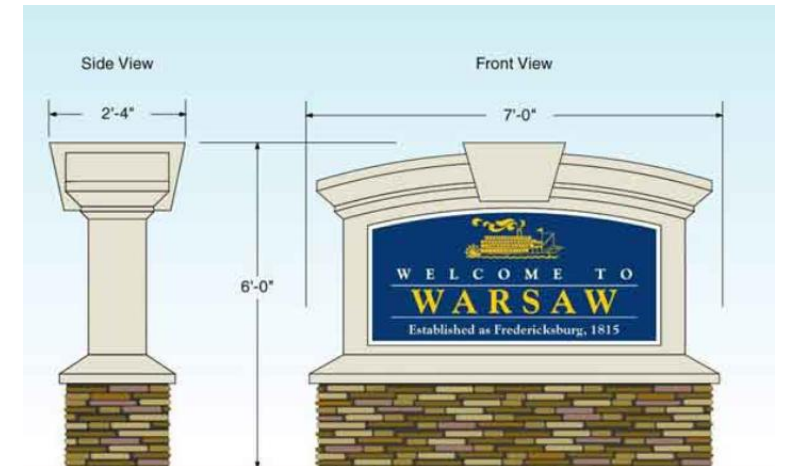 Side View
Front View
2'-4"
7'-0"
6'-0"
WELCOME TO
WARSAW
Established as Fredericksburg, 1815